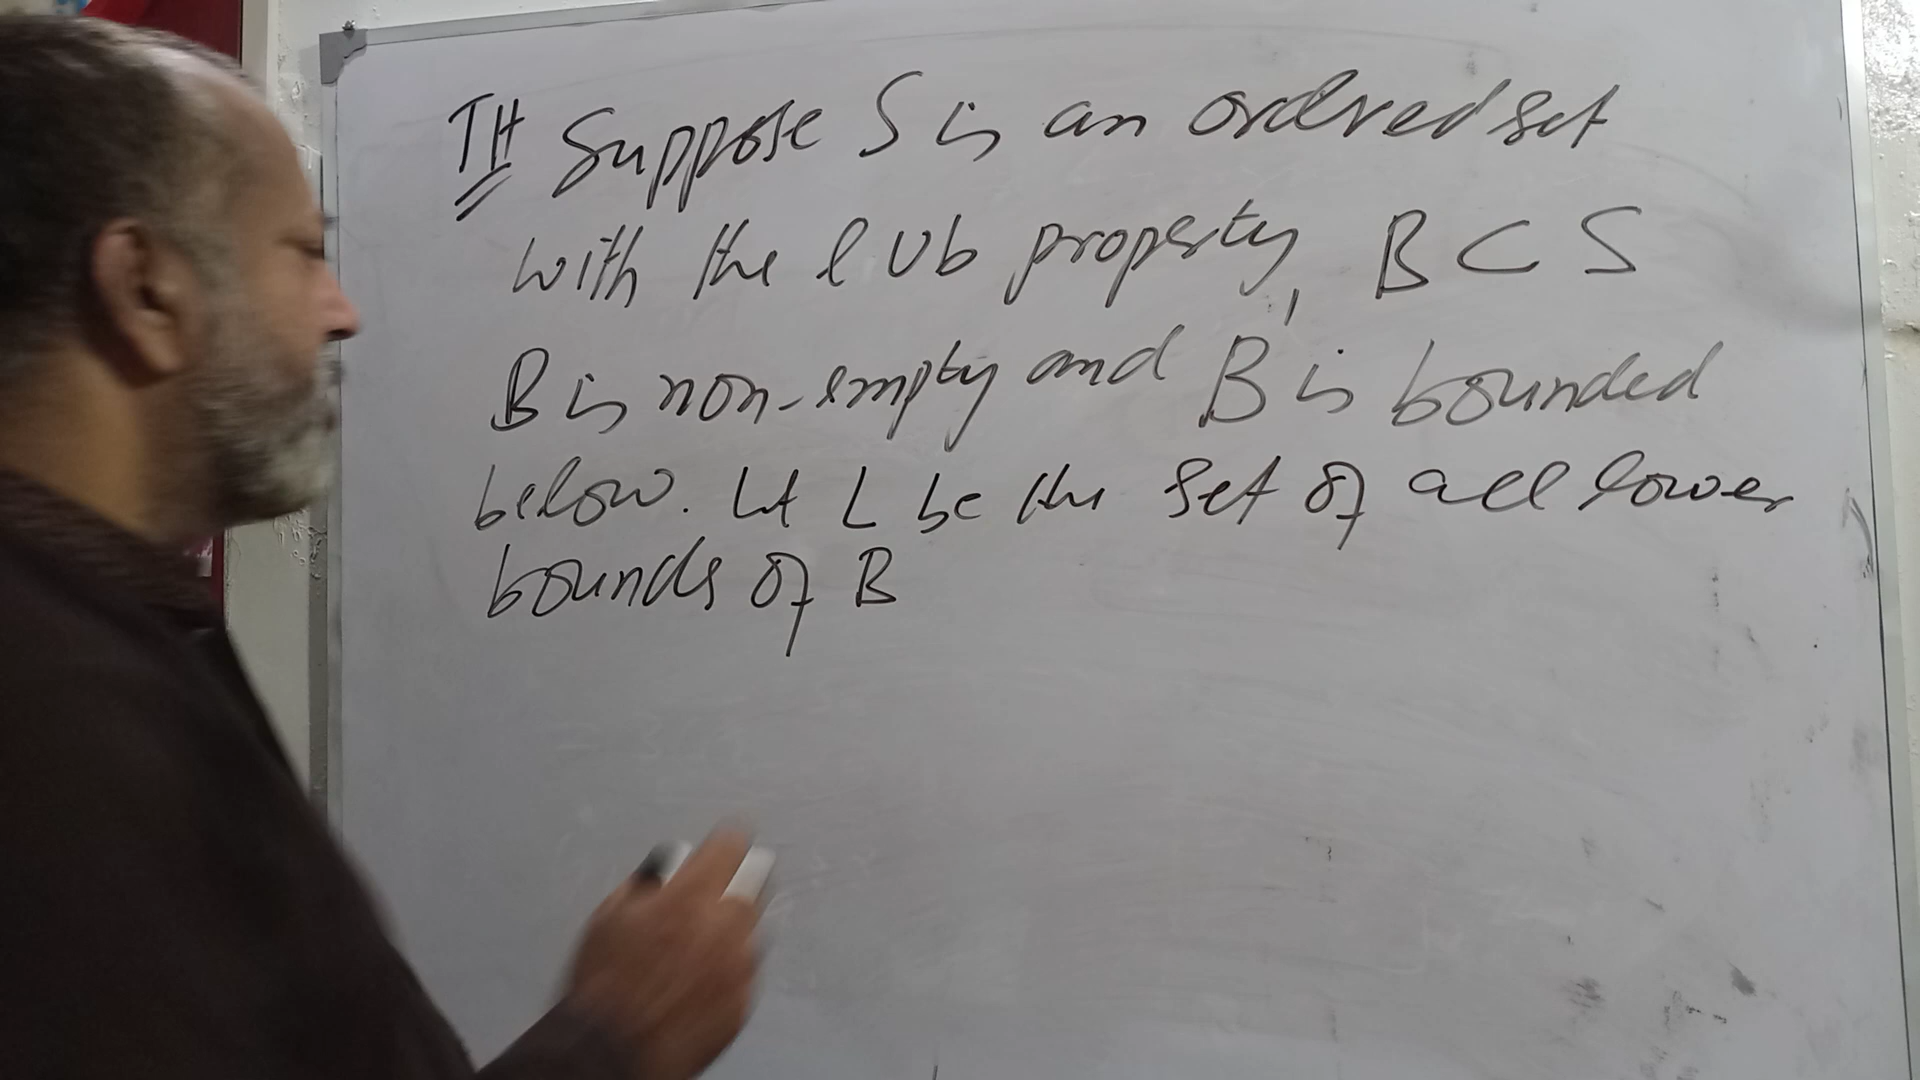 TH Suppose S is an ordered set
with the lub property, B ⊂ S
B is non-empty and B is bounded
below. Let L be the set of all lower
bounds of B